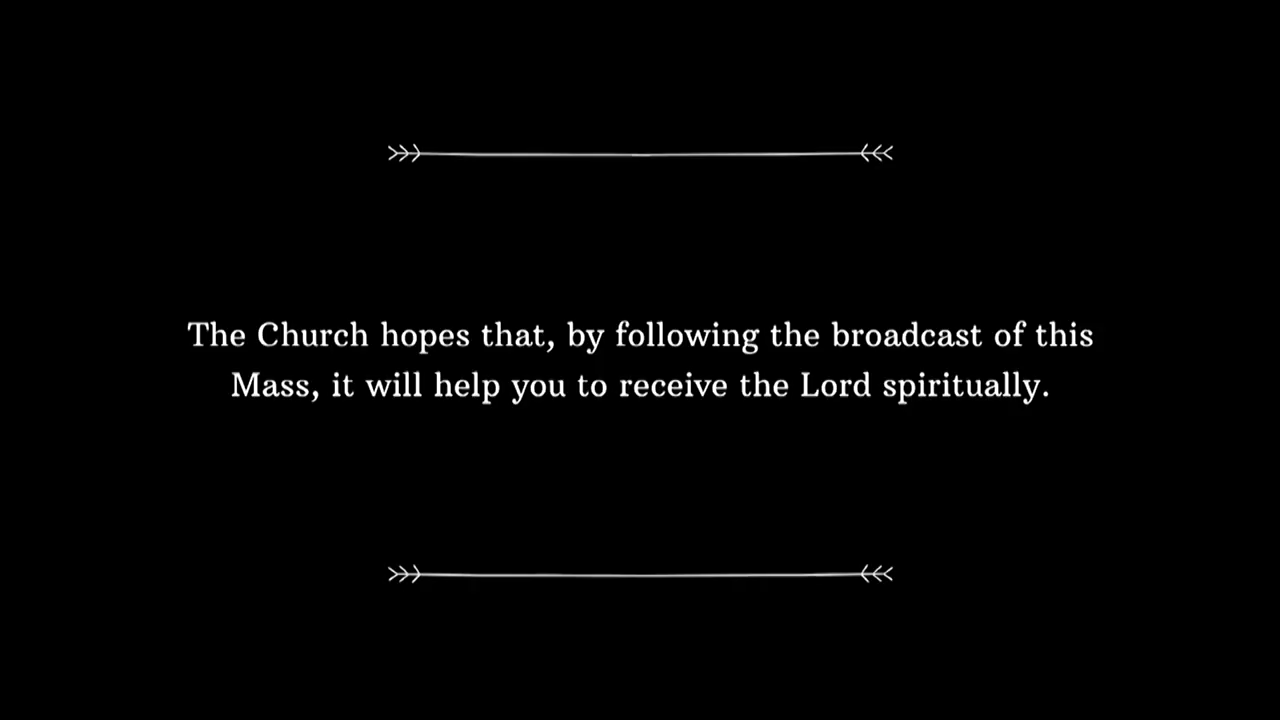 The Church hopes that, by following the broadcast of this
Mass, it will help you to receive the Lord spiritually.